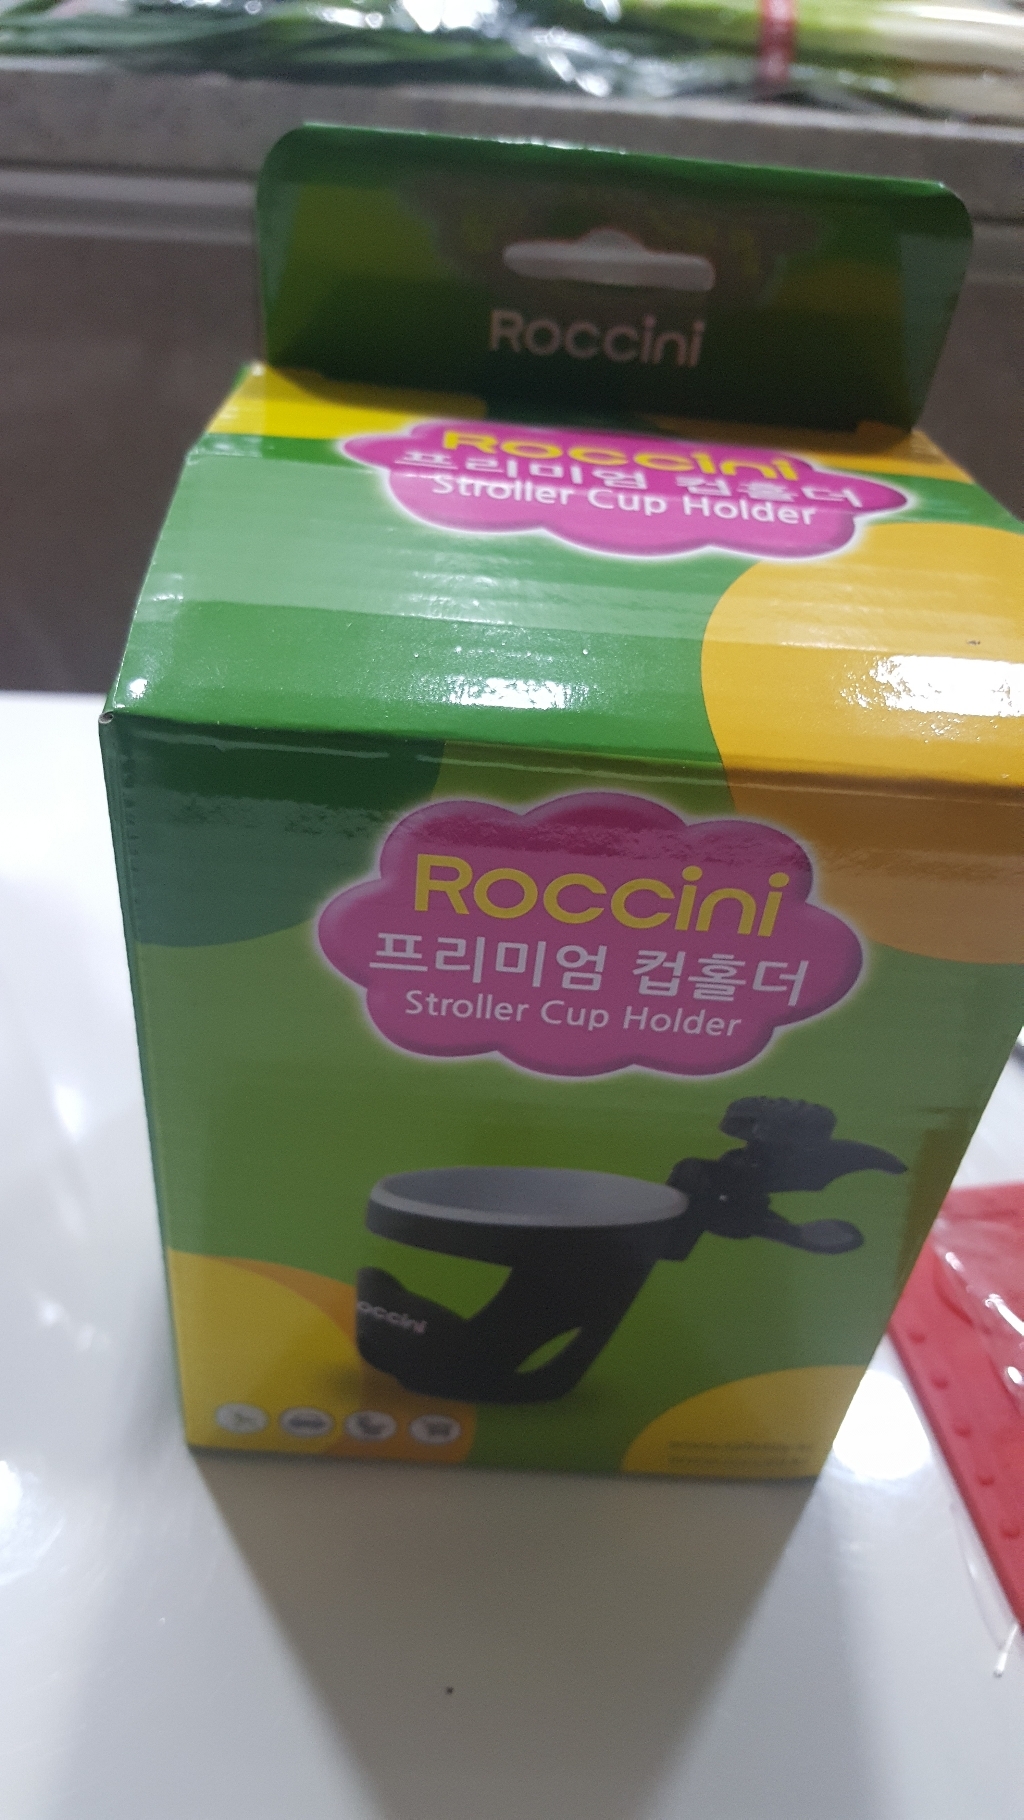 Roccini
Roccini
프리미엄 컵홀더
Stroller Cup Holder
Roccini
프리미엄 컵홀더
Stroller Cup Holder
occini